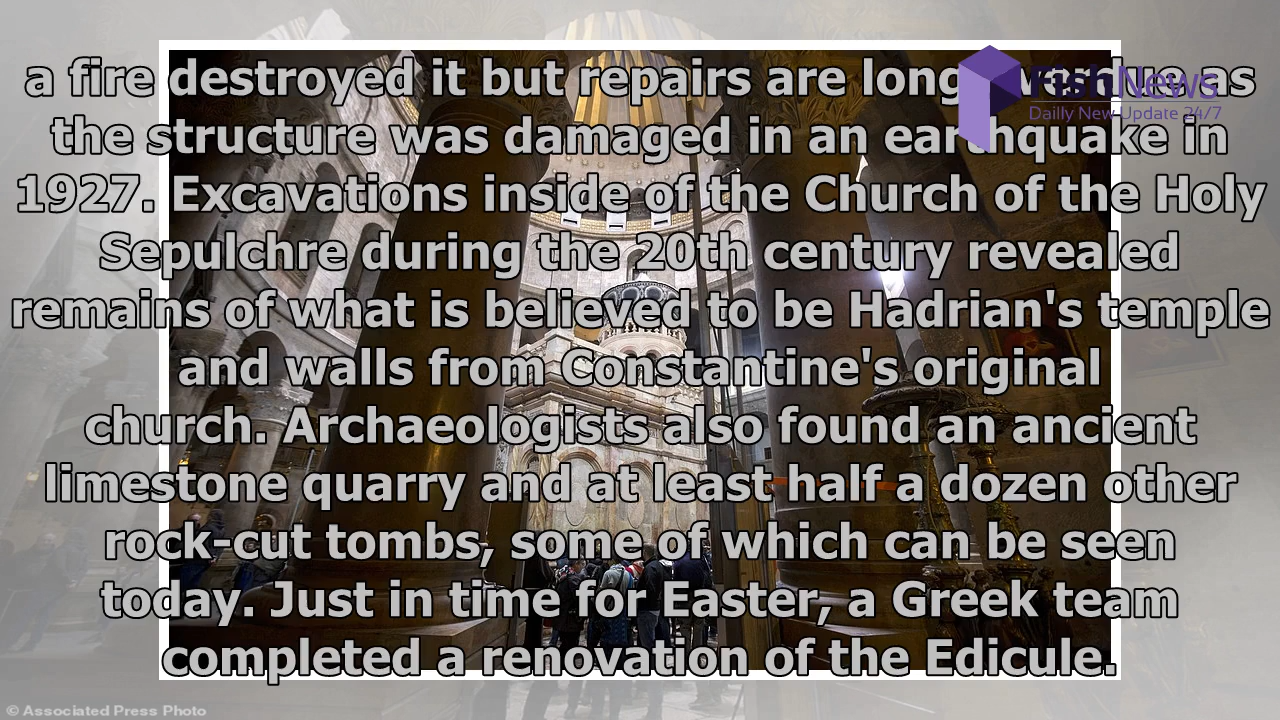 a fire destroyed it but repairs are long overdue as
the structure was damaged in an earthquake in
1927. Excavations inside of the Church of the Holy
Sepulchre during the 20th century revealed
remains of what is believed to be Hadrian's temple
and walls from Constantine's original
church. Archaeologists also found an ancient
limestone quarry and at least half a dozen other
rock-cut tombs, some of which can be seen
today. Just in time for Easter, a Greek team
completed a renovation of the Edicule.
FishNews
Dailly New Update 24/7
© Associated Press Photo